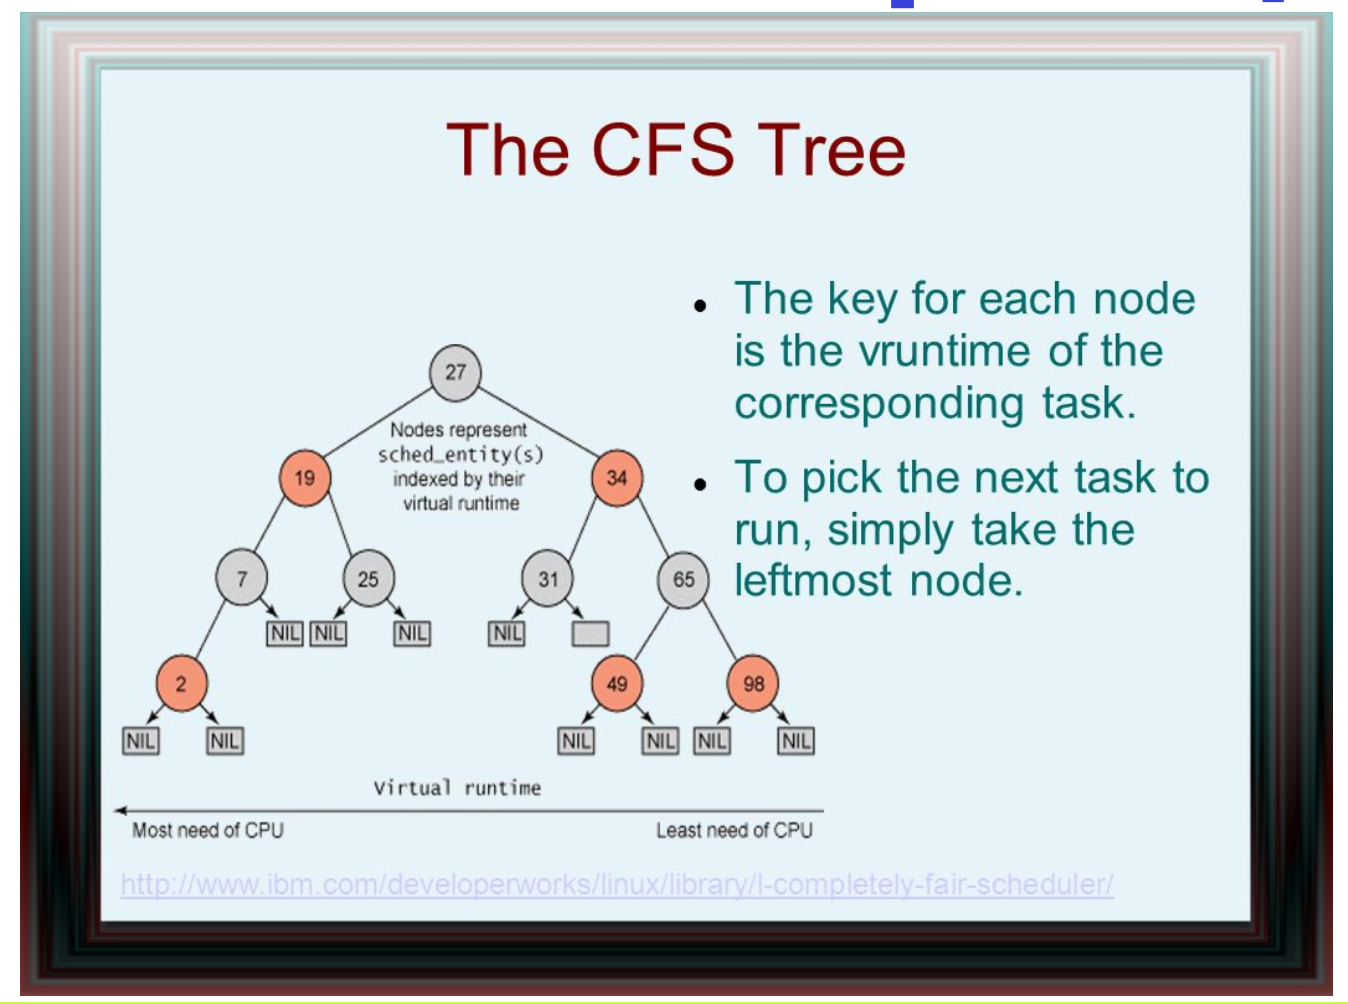 The CFS Tree
The key for each node
is the vruntime of the
corresponding task.
To pick the next task to
run, simply take the
leftmost node.
27
Nodes represent
sched_entity(s)
indexed by their
virtual runtime
19
34
7
25
31
65
NIL NIL NIL NIL
2
49
98
NIL NIL NIL NIL NIL NIL
Virtual runtime
Most need of CPU
Least need of CPU
http://www.ibm.com/developerworks/linux/library/l-completely-fair-scheduler/